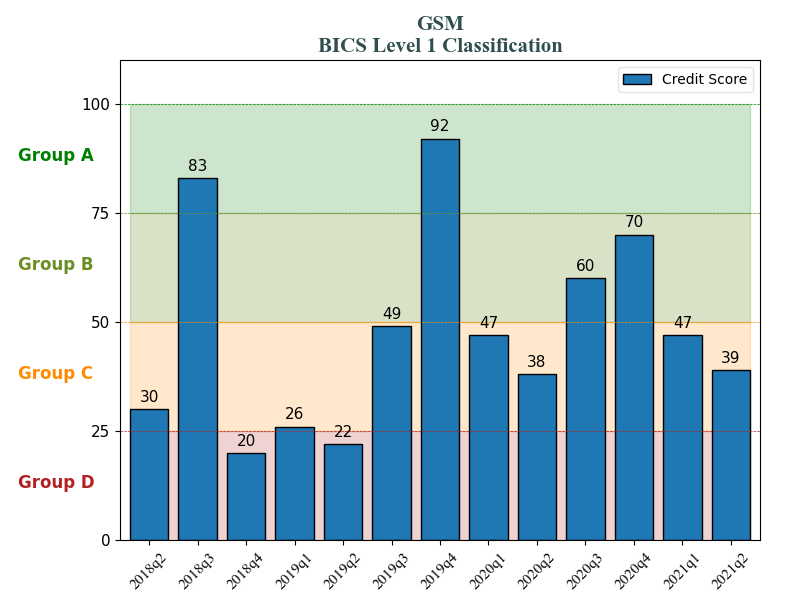 GSM
BICS Level 1 Classification
Credit Score
100
75
50
25
0
Group A
Group B
Group C
Group D
30
83
20
26
22
49
92
47
38
60
70
47
39
2018q2
2018q3
2018q4
2019q1
2019q2
2019q3
2019q4
2020q1
2020q2
2020q3
2020q4
2021q1
2021q2